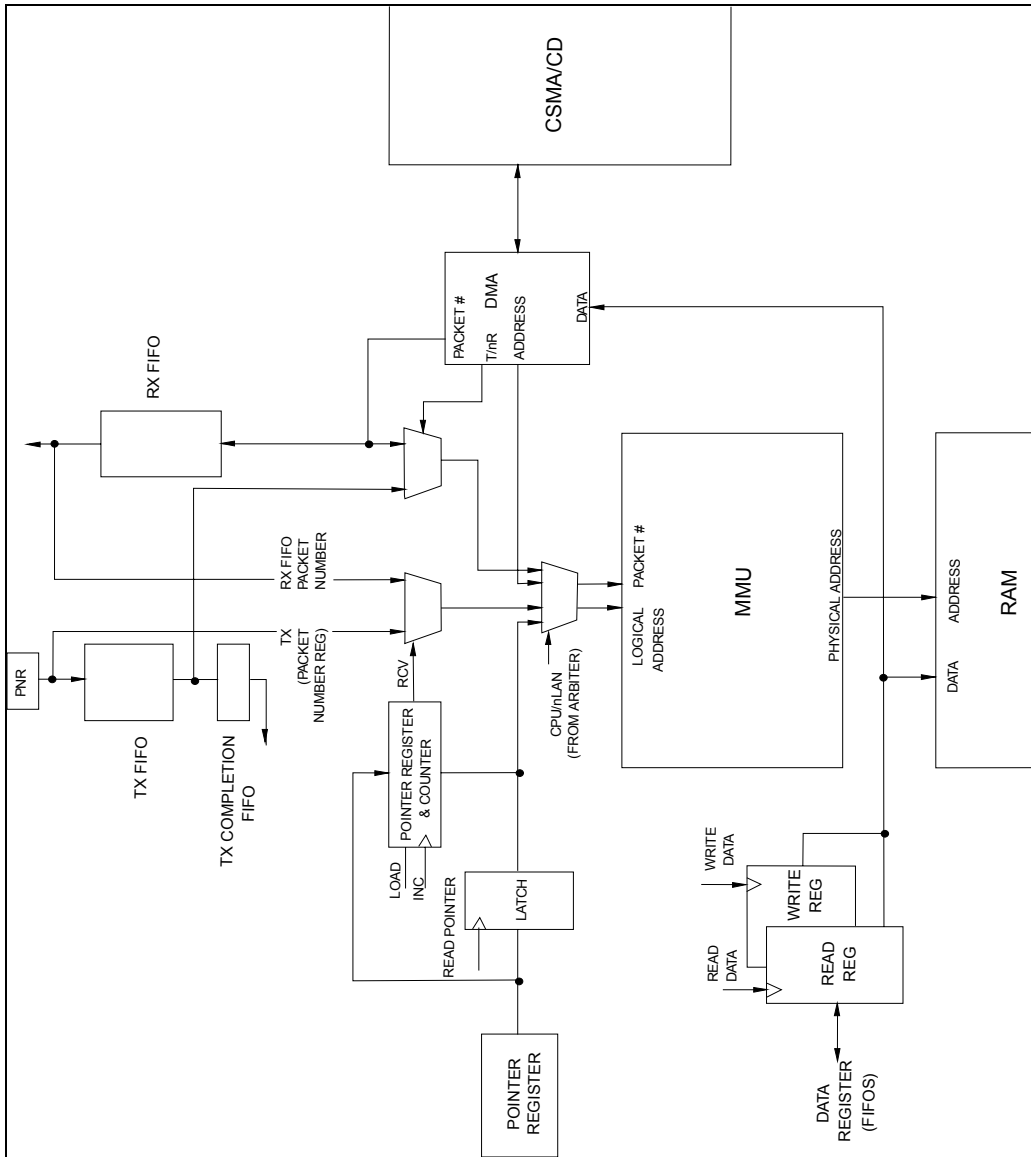 CSMA/CD
PACKET #
T/nR
DMA
ADDRESS
DATA
RX FIFO
RX FIFO
PACKET
NUMBER
TX
(PACKET
NUMBER REG)
PNR
TX FIFO
TX COMPLETION
FIFO
RCV
POINTER REGISTER
& COUNTER
LOAD
INC
CPU/nLAN
(FROM ARBITER)
LOGICAL
ADDRESS
PACKET #
MMU
PHYSICAL ADDRESS
DATA
ADDRESS
RAM
READ POINTER
LATCH
POINTER
REGISTER
WRITE
DATA
WRITE
REG
READ
DATA
READ
REG
DATA
REGISTER
(FIFOS)